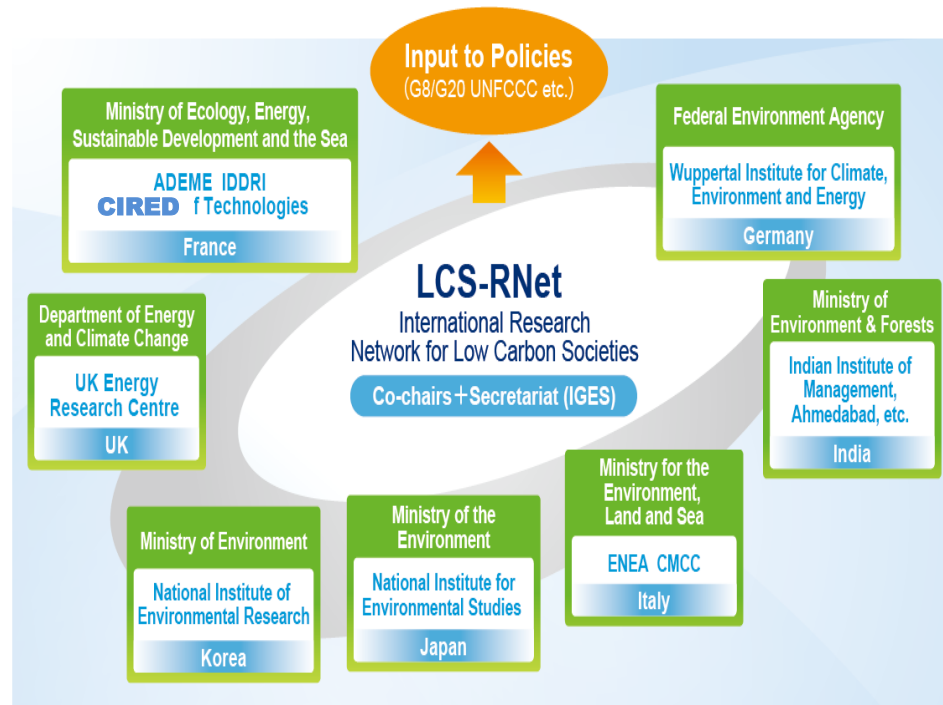 Input to Policies
(G8/G20 UNFCCC etc.)
Ministry of Ecology, Energy,
Sustainable Development and the Sea
ADEME IDDRI
CIRED f Technologies
France
Federal Environment Agency
Wuppertal Institute for Climate,
Environment and Energy
Germany
LCS-RNet
International Research
Network for Low Carbon Societies
Co-chairs+Secretariat (IGES)
Department of Energy
and Climate Change
UK Energy
Research Centre
UK
Ministry of
Environment & Forests
Indian Institute of
Management,
Ahmedabad, etc.
India
Ministry of Environment
National Institute of
Environmental Research
Korea
Ministry of the
Environment
National Institute for
Environmental Studies
Japan
Ministry for the
Environment,
Land and Sea
ENEA CMCC
Italy